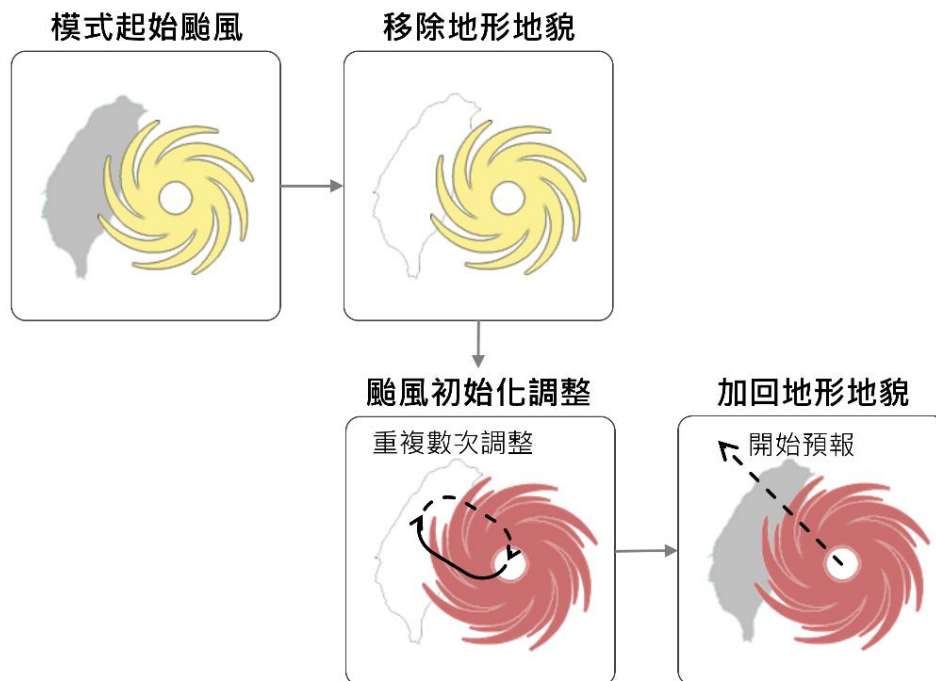 模式起始颱風
移除地形地貌
颱風初始化調整
重複數次調整
加回地形地貌
開始預報